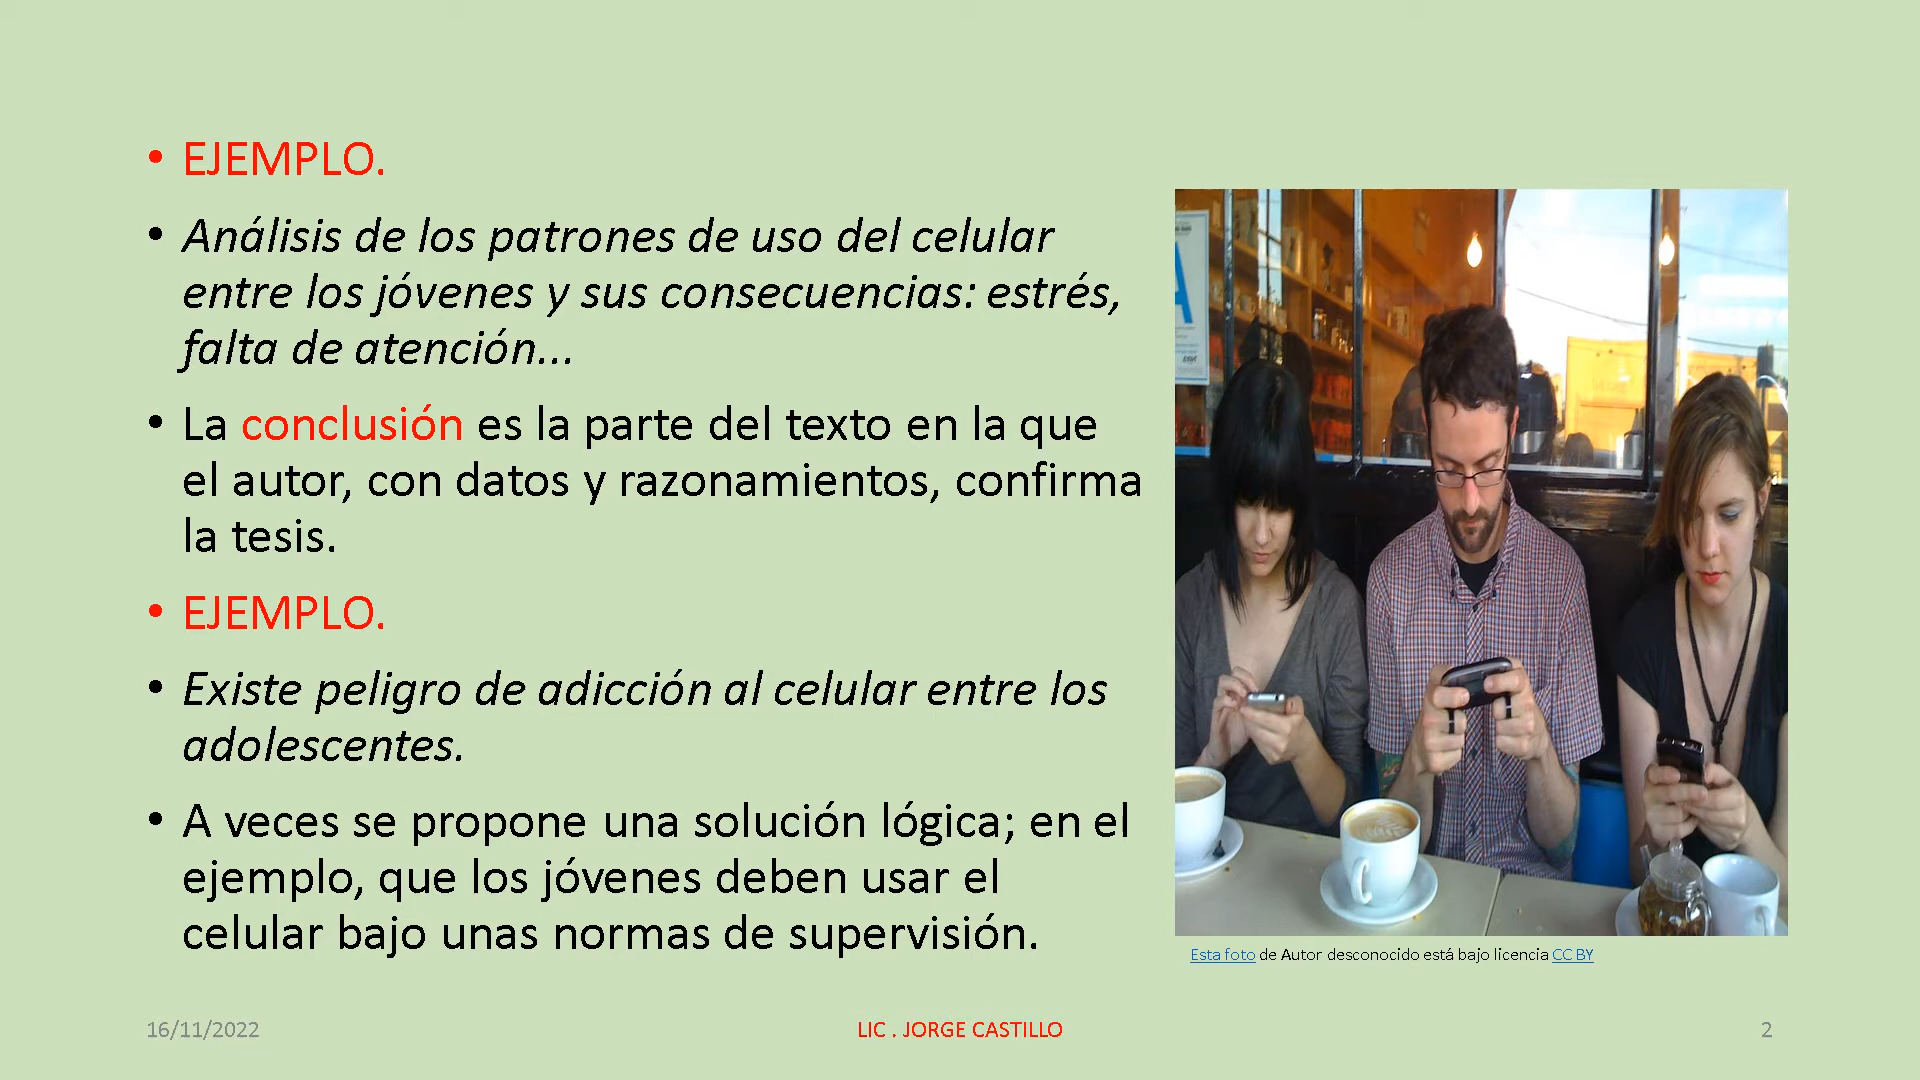 • EJEMPLO.
• Análisis de los patrones de uso del celular
entre los jóvenes y sus consecuencias: estrés,
falta de atención...
• La conclusión es la parte del texto en la que
el autor, con datos y razonamientos, confirma
la tesis.
• EJEMPLO.
• Existe peligro de adicción al celular entre los
adolescentes.
• A veces se propone una solución lógica; en el
ejemplo, que los jóvenes deben usar el
celular bajo unas normas de supervisión.
A
Esta foto de Autor desconocido está bajo licencia CC BY
16/11/2022
LIC . JORGE CASTILLO
2